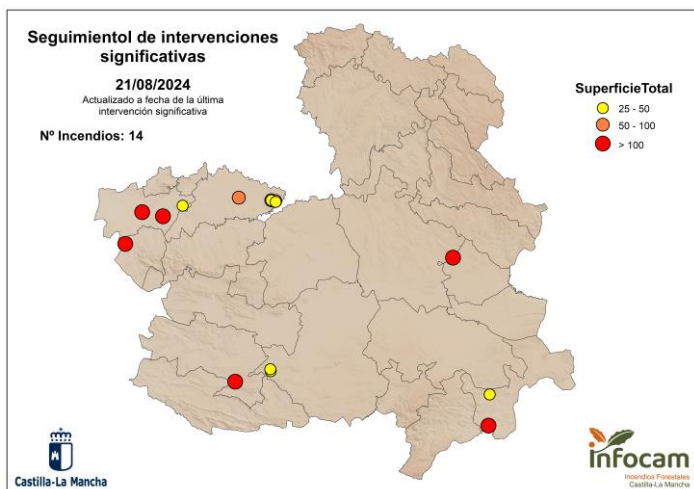 Seguimientol de intervenciones
significativas
21/08/2024
Actualizado a fecha de la última
intervención significativa
Nº Incendios: 14
SuperficieTotal
25 - 50
50 - 100
> 100
Castilla-La Mancha
infocam
Incendios Forestales
Castilla-La Mancha